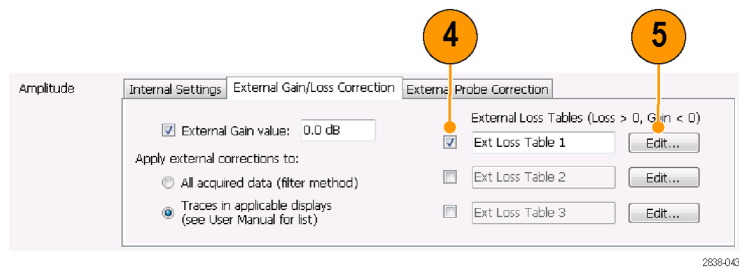 4
5
Amplitude
Internal Settings
External Gain/Loss Correction
External Probe Correction
External Gain value:
0.0 dB
Apply external corrections to:
All acquired data (filter method)
Traces in applicable displays
(see User Manual for list)
External Loss Tables (Loss > 0, Gain < 0)
Ext Loss Table 1
Edit...
Ext Loss Table 2
Edit...
Ext Loss Table 3
Edit...
2838-043